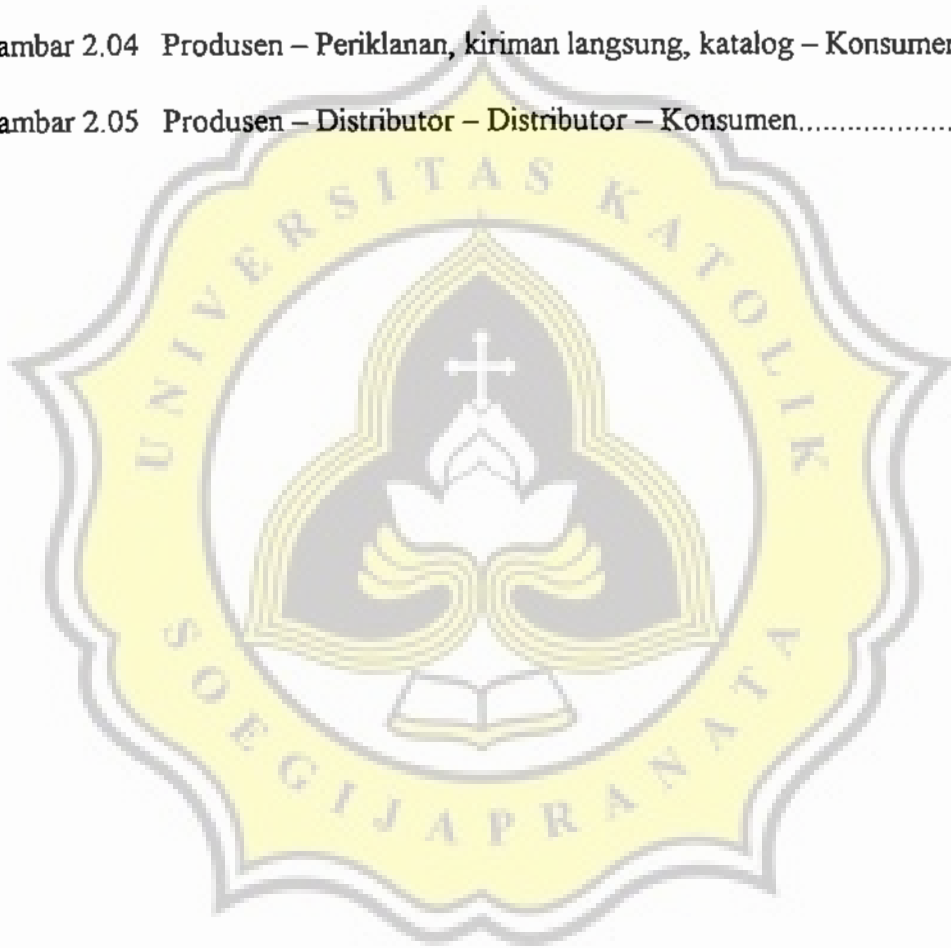 ambar 2.04 Produsen – Periklanan, kiriman langsung, katalog – Konsumen
ambar 2.05 Produsen – Distributor – Distributor – Konsumen....................
UNIVERSITAS KATOLIK
SOEGIJAPRANATA